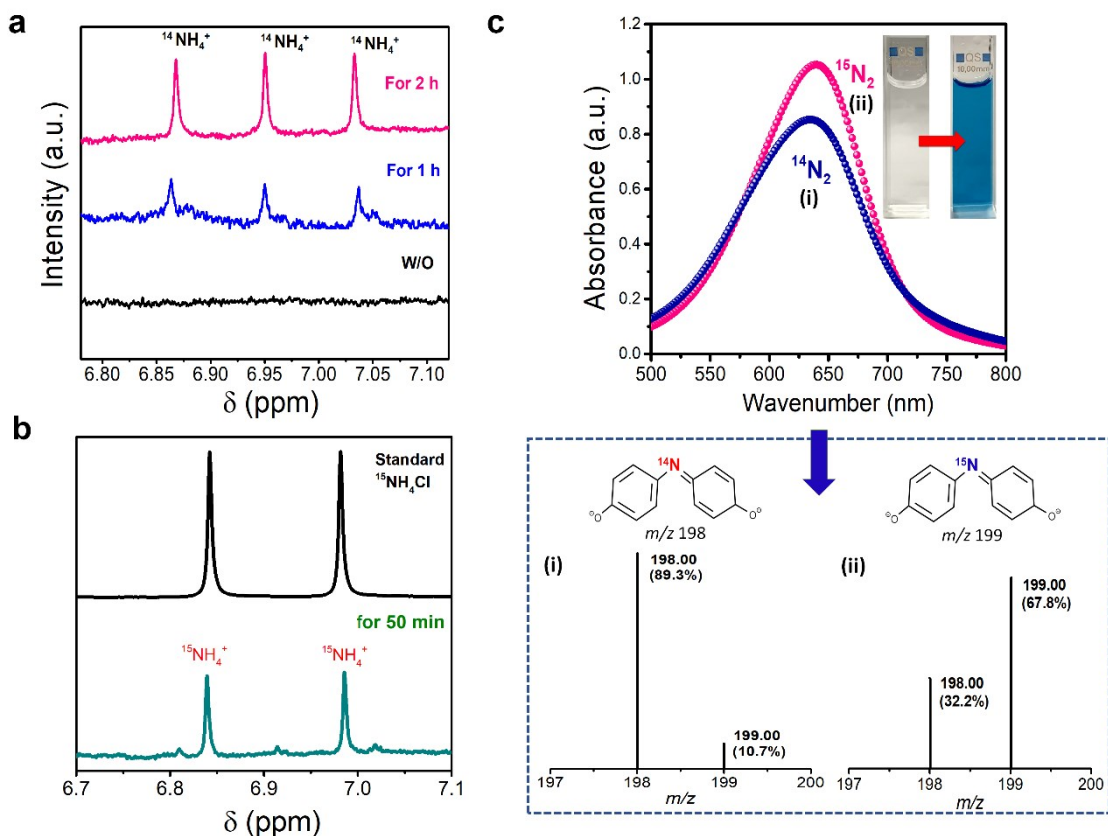 a
¹⁴NH₄⁺ ¹⁴NH₄⁺ ¹⁴NH₄⁺
For 2 h
For 1 h
W/O
Intensity (a.u.)
6.80 6.85 6.90 6.95 7.00 7.05 7.10
δ (ppm)
b
Standard
¹⁵NH₄Cl
for 50 min
¹⁵NH₄⁺ ¹⁵NH₄⁺
6.7 6.8 6.9 7.0 7.1
δ (ppm)
c
1.2
1.0
0.8
0.6
0.4
0.2
0.0
Absorbance (a.u.)
¹⁵N₂
(ii)
¹⁴N₂
(i)
QS
QS
10,00mm
500 550 600 650 700 750 800
Wavenumber (nm)
¹⁴N
⊖O O⊖
m/z 198
¹⁵N
⊖O O⊖
m/z 199
(i)
198.00
(89.3%)
199.00
(10.7%)
197 198 199 200
m/z
(ii)
199.00
(67.8%)
198.00
(32.2%)
197 198 199 200
m/z